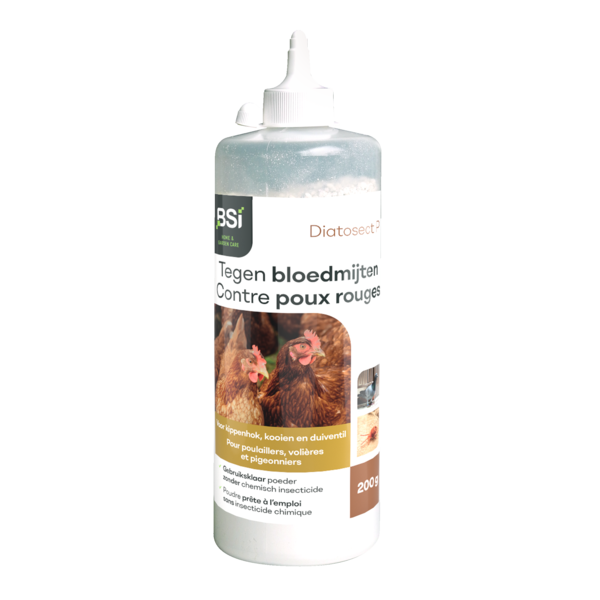 BSi
HOME &
GARDEN CARE
Diatosect P
Tegen bloedmijten
Contre poux rouges
Voor kippenhok, kooien en duiventil
Pour poulaillers, volières
et pigeonniers
Gebruiksklaar poeder
zonder chemisch insecticide
Poudre prête à l'emploi
sans insecticide chimique
200 g